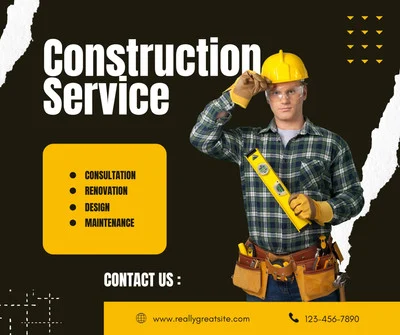 Construction
Service
CONSULTATION
RENOVATION
DESIGN
MAINTENANCE
CONTACT US :
www.reallygreatsite.com
123-456-7890